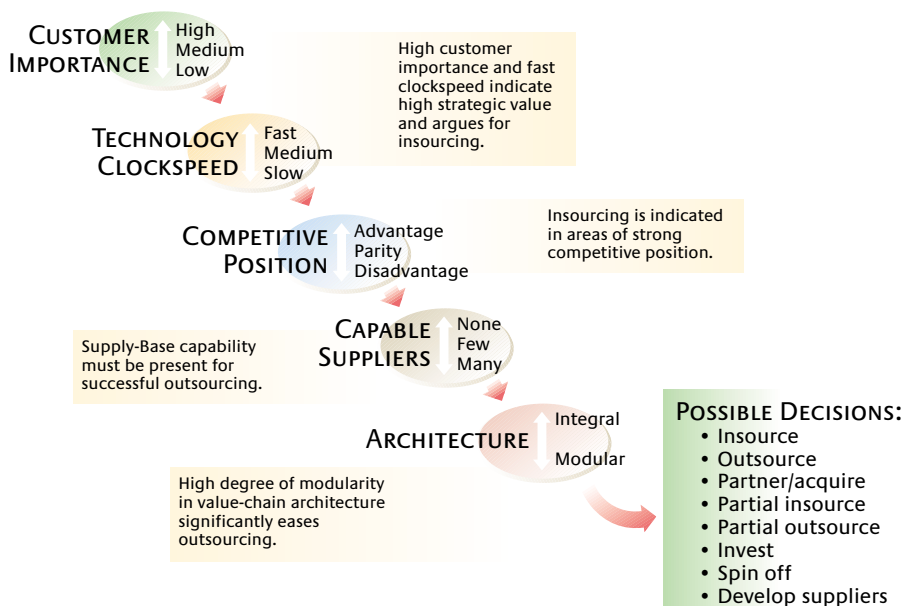 CUSTOMER
IMPORTANCE
High
Medium
Low
High customer
importance and fast
clockspeed indicate
high strategic value
and argues for
insourcing.
TECHNOLOGY
CLOCKSPEED
Fast
Medium
Slow
COMPETITIVE
POSITION
Advantage
Parity
Disadvantage
Insourcing is indicated
in areas of strong
competitive position.
CAPABLE
SUPPLIERS
None
Few
Many
Supply-Base capability
must be present for
successful outsourcing.
ARCHITECTURE
Integral
Modular
High degree of modularity
in value-chain architecture
significantly eases
outsourcing.
POSSIBLE DECISIONS:
• Insource
• Outsource
• Partner/acquire
• Partial insource
• Partial outsource
• Invest
• Spin off
• Develop suppliers